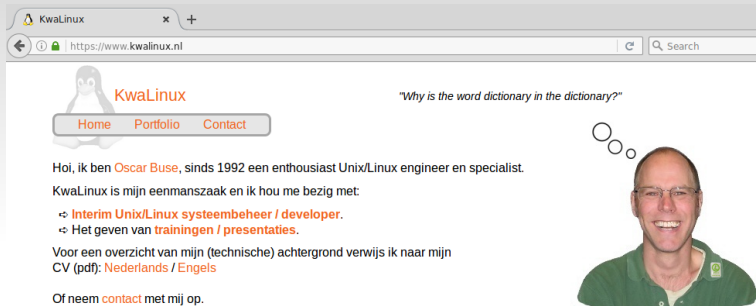 KwaLinux
https://www.kwalinux.nl
Search
KwaLinux
"Why is the word dictionary in the dictionary?"
Home Portfolio Contact
Hoi, ik ben Oscar Buse, sinds 1992 een enthousiast Unix/Linux engineer en specialist.
KwaLinux is mijn eenmanszaak en ik hou me bezig met:
➪ Interim Unix/Linux systeembeheer / developer.
➪ Het geven van trainingen / presentaties.
Voor een overzicht van mijn (technische) achtergrond verwijs ik naar mijn
CV (pdf): Nederlands / Engels
Of neem contact met mij op.